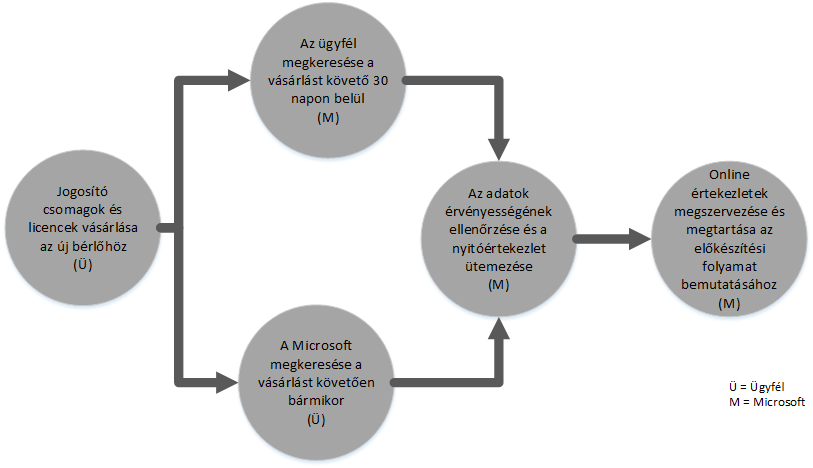 Jogosító
csomagok és
licencek vásárlása
az új bérlőhöz
(Ü)
Az ügyfél
megkeresése a
vásárlást követő 30
napon belül
(M)
A Microsoft
megkeresése a
vásárlást követően
bármikor
(Ü)
Az adatok
érvényességének
ellenőrzése és a
nyitóértekezlet
ütemezése
(M)
Online
értekezletek
megszervezése és
megtartása az
előkészítési
folyamat
bemutatásához
(M)
Ü = Ügyfél
M = Microsoft